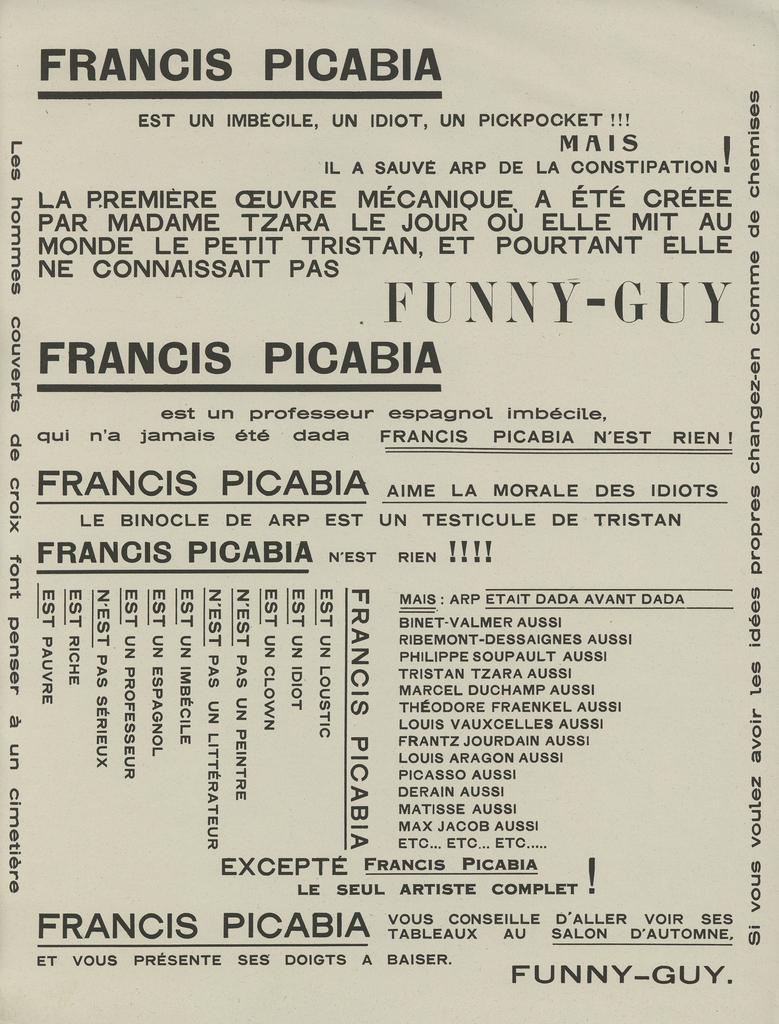 FRANCIS PICABIA
EST UN IMBÉCILE, UN IDIOT, UN PICKPOCKET !!!
MAIS
IL A SAUVÉ ARP DE LA CONSTIPATION !
LA PREMIÈRE ŒUVRE MÉCANIQUE A ÉTÉ CRÉEE
PAR MADAME TZARA LE JOUR OÙ ELLE MIT AU
MONDE LE PETIT TRISTAN, ET POURTANT ELLE
NE CONNAISSAIT PAS
FUNNY-GUY
FRANCIS PICABIA
est un professeur espagnol imbécile,
qui n'a jamais été dada FRANCIS PICABIA N'EST RIEN !
FRANCIS PICABIA AIME LA MORALE DES IDIOTS
LE BINOCLE DE ARP EST UN TESTICULE DE TRISTAN
FRANCIS PICABIA N'EST RIEN !!!!
FRANCIS PICABIA
EST UN LOUSTIC
EST UN IDIOT
EST UN CLOWN
N'EST PAS UN PEINTRE
N'EST PAS UN LITTÉRATEUR
EST UN IMBÉCILE
EST UN ESPAGNOL
EST UN PROFESSEUR
N'EST PAS SÉRIEUX
EST RICHE
EST PAUVRE
MAIS : ARP ETAIT DADA AVANT DADA
BINET-VALMER AUSSI
RIBEMONT-DESSAIGNES AUSSI
PHILIPPE SOUPAULT AUSSI
TRISTAN TZARA AUSSI
MARCEL DUCHAMP AUSSI
THÉODORE FRAENKEL AUSSI
LOUIS VAUXCELLES AUSSI
FRANTZ JOURDAIN AUSSI
LOUIS ARAGON AUSSI
PICASSO AUSSI
DERAIN AUSSI
MATISSE AUSSI
MAX JACOB AUSSI
ETC... ETC... ETC.....
EXCEPTÉ FRANCIS PICABIA
LE SEUL ARTISTE COMPLET !
FRANCIS PICABIA VOUS CONSEILLE D'ALLER VOIR SES
TABLEAUX AU SALON D'AUTOMNE,
ET VOUS PRÉSENTE SES DOIGTS A BAISER.
FUNNY-GUY.
Les hommes couverts de croix font penser à un cimetière
Si vous voulez avoir les idées propres changez-en comme de chemises